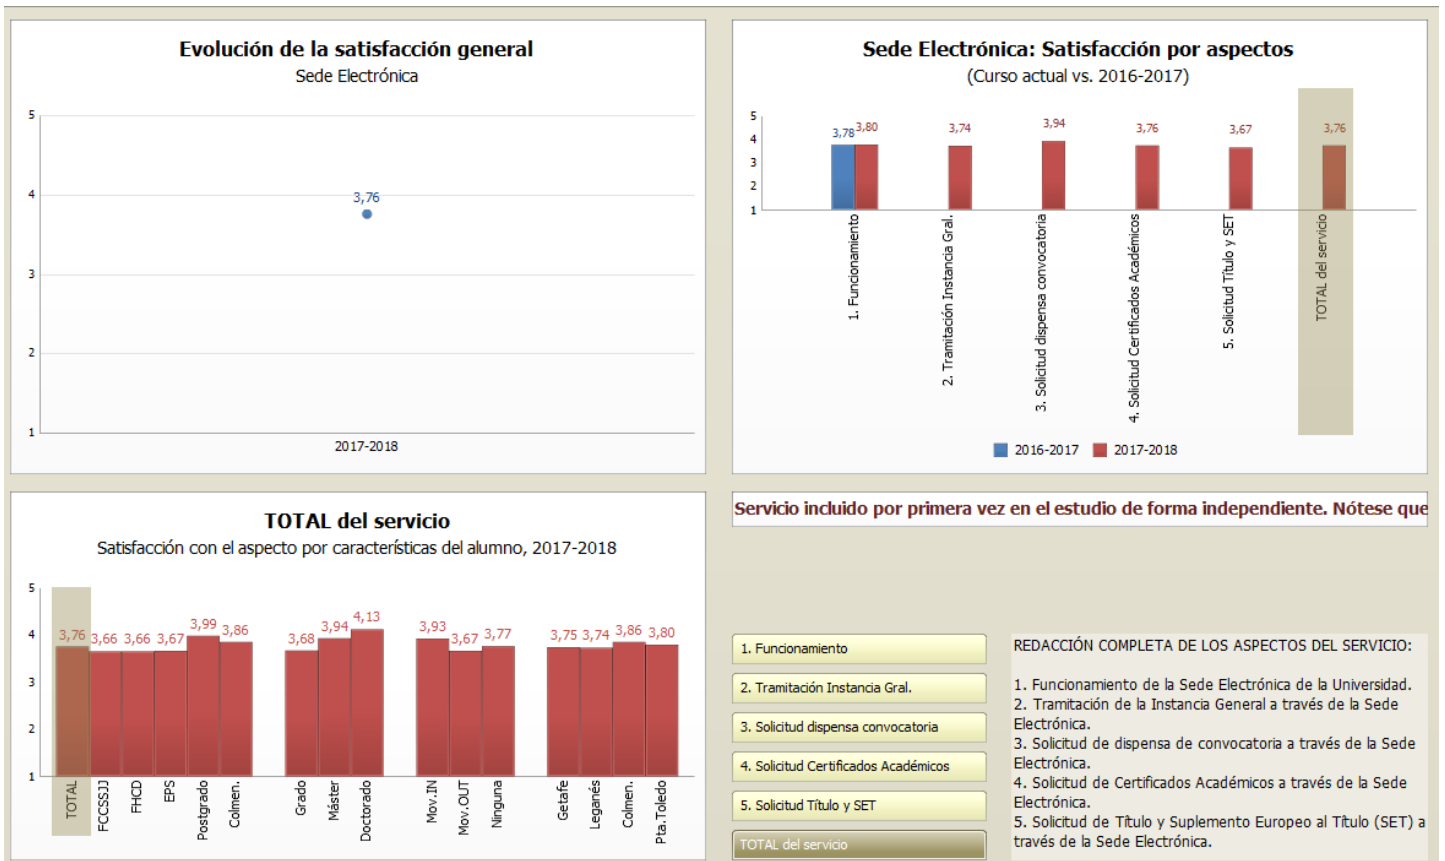 Evolución de la satisfacción general
Sede Electrónica
5
4
3
2
1
3,76
2017-2018
Sede Electrónica: Satisfacción por aspectos
(Curso actual vs. 2016-2017)
5
4
3
2
1
3,78
3,80
3,74
3,94
3,76
3,67
3,76
1. Funcionamiento
2. Tramitación Instancia Gral.
3. Solicitud dispensa convocatoria
4. Solicitud Certificados Académicos
5. Solicitud Título y SET
TOTAL del servicio
2016-2017
2017-2018
TOTAL del servicio
Satisfacción con el aspecto por características del alumno, 2017-2018
5
4
3
2
1
3,76
3,66
3,66
3,67
3,99
3,86
3,68
3,94
4,13
3,93
3,67
3,77
3,75
3,74
3,86
3,80
TOTAL
FCCSSJJ
FHCD
EPS
Postgrado
Colmen.
Grado
Máster
Doctorado
Mov.IN
Mov.OUT
Ninguna
Getafe
Leganés
Colmen.
Pta.Toledo
Servicio incluido por primera vez en el estudio de forma independiente. Nótese que
1. Funcionamiento
2. Tramitación Instancia Gral.
3. Solicitud dispensa convocatoria
4. Solicitud Certificados Académicos
5. Solicitud Título y SET
TOTAL del servicio
REDACCIÓN COMPLETA DE LOS ASPECTOS DEL SERVICIO:
1. Funcionamiento de la Sede Electrónica de la Universidad.
2. Tramitación de la Instancia General a través de la Sede
Electrónica.
3. Solicitud de dispensa de convocatoria a través de la Sede
Electrónica.
4. Solicitud de Certificados Académicos a través de la Sede
Electrónica.
5. Solicitud de Título y Suplemento Europeo al Título (SET) a
través de la Sede Electrónica.